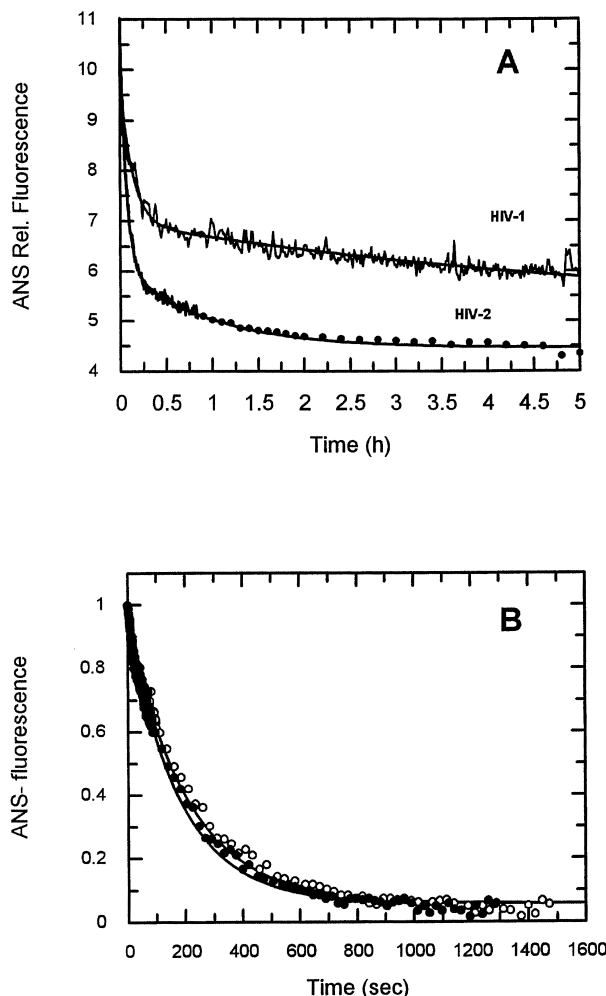 11
10
9
8
7
6
5
4
ANS Rel. Fluorescence
A
HIV-1
HIV-2
0 0.5 1 1.5 2 2.5 3 3.5 4 4.5 5
Time (h)
1
0.8
0.6
0.4
0.2
0
ANS- fluorescence
B
0 200 400 600 800 1000 1200 1400 1600
Time (sec)